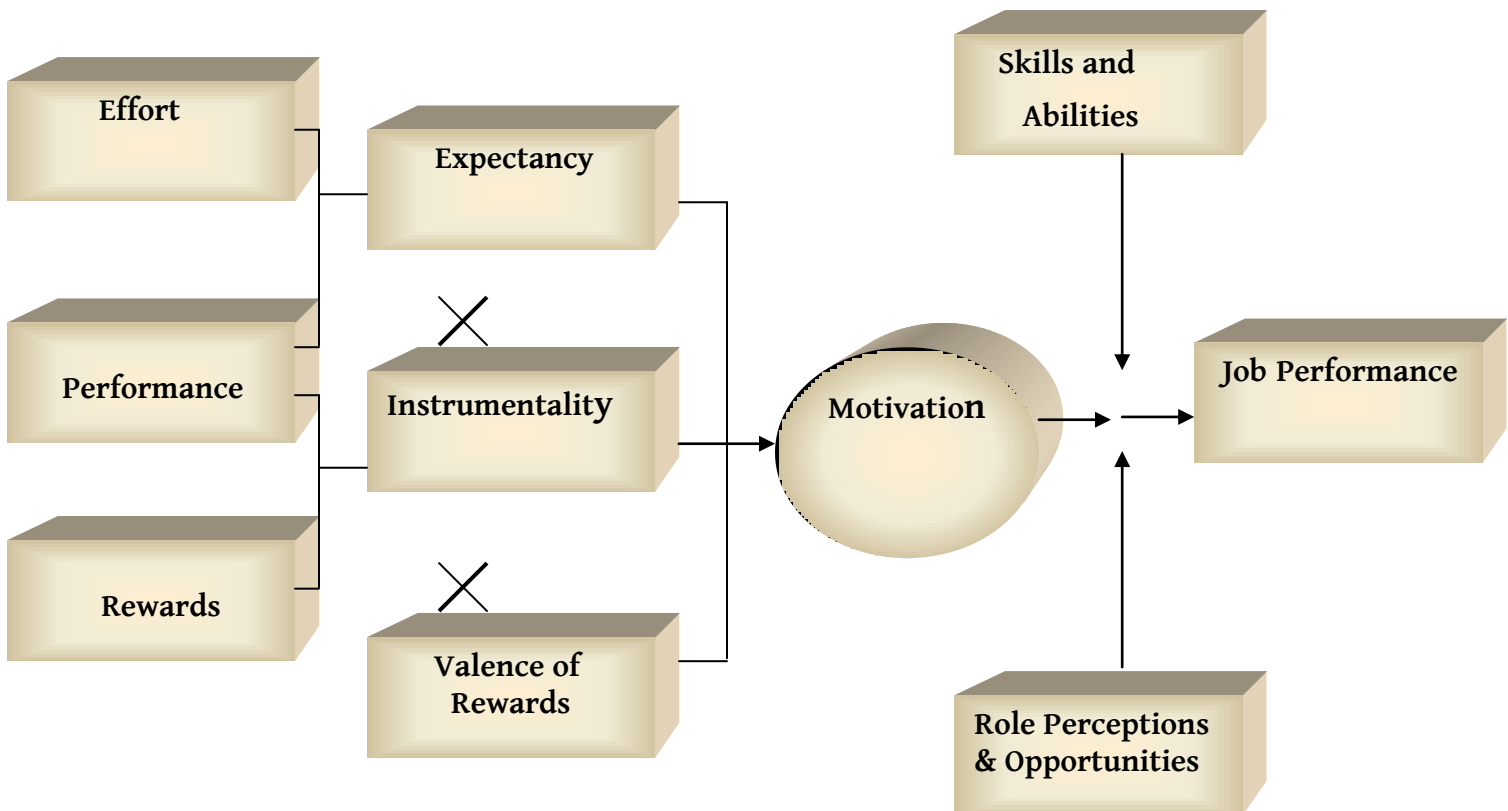 Effort
Performance
Rewards
Expectancy
Instrumentality
Valence of
Rewards
Motivation
Skills and
Abilities
Job Performance
Role Perceptions
& Opportunities